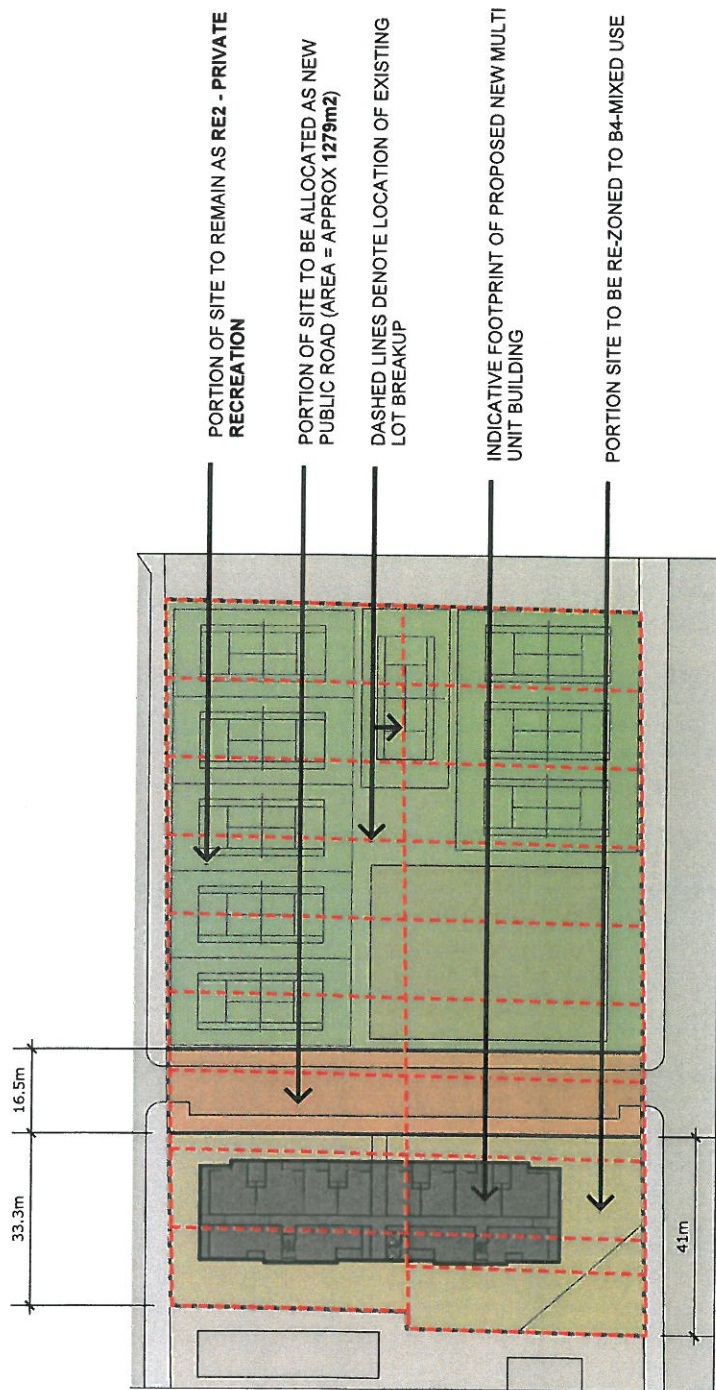 PORTION OF SITE TO REMAIN AS RE2 - PRIVATE
RECREATION
PORTION OF SITE TO BE ALLOCATED AS NEW
PUBLIC ROAD (AREA = APPROX 1279m2)
DASHED LINES DENOTE LOCATION OF EXISTING
LOT BREAKUP
INDICATIVE FOOTPRINT OF PROPOSED NEW MULTI
UNIT BUILDING
PORTION SITE TO BE RE-ZONED TO B4-MIXED USE
33.3m
16.5m
41m